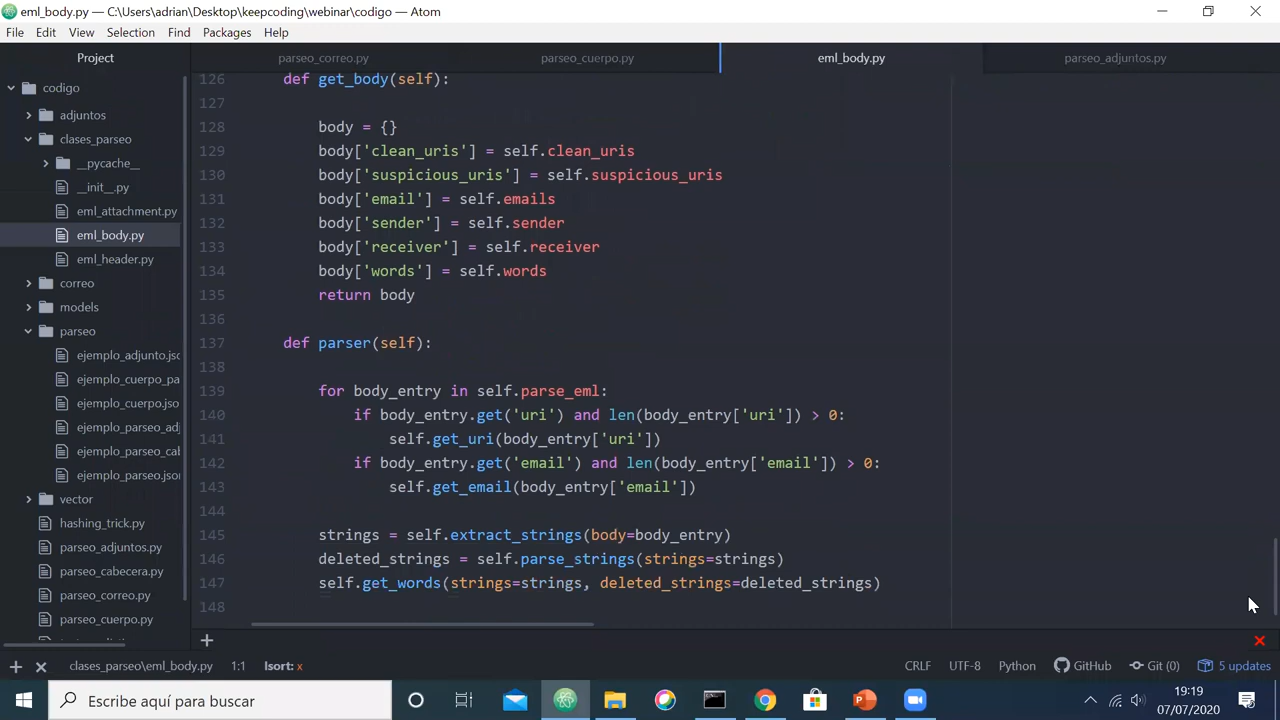 eml_body.py — C:\Users\adrian\Desktop\keepcoding\webinar\codigo — Atom
File Edit View Selection Find Packages Help
Project
parseo_correo.py parseo_cuerpo.py eml_body.py parseo_adjuntos.py
codigo
adjuntos
clases_parseo
__pycache__
__init__.py
eml_attachment.py
eml_body.py
eml_header.py
correo
models
parseo
ejemplo_adjunto.jsc
ejemplo_cuerpo_pa
ejemplo_cuerpo.jso
ejemplo_parseo_adj
ejemplo_parseo_cab
ejemplo_parseo.json
vector
hashing_trick.py
parseo_adjuntos.py
parseo_cabecera.py
parseo_correo.py
parseo_cuerpo.py
126 def get_body(self):
127
128 body = {}
129 body['clean_uris'] = self.clean_uris
130 body['suspicious_uris'] = self.suspicious_uris
131 body['email'] = self.emails
132 body['sender'] = self.sender
133 body['receiver'] = self.receiver
134 body['words'] = self.words
135 return body
136
137 def parser(self):
138
139 for body_entry in self.parse_eml:
140 if body_entry.get('uri') and len(body_entry['uri']) > 0:
141 self.get_uri(body_entry['uri'])
142 if body_entry.get('email') and len(body_entry['email']) > 0:
143 self.get_email(body_entry['email'])
144
145 strings = self.extract_strings(body=body_entry)
146 deleted_strings = self.parse_strings(strings=strings)
147 self.get_words(strings=strings, deleted_strings=deleted_strings)
148
clases_parseo\eml_body.py 1:1 Isort: x CRLF UTF-8 Python GitHub Git (0) 5 updates
Escribe aquí para buscar
19:19
07/07/2020